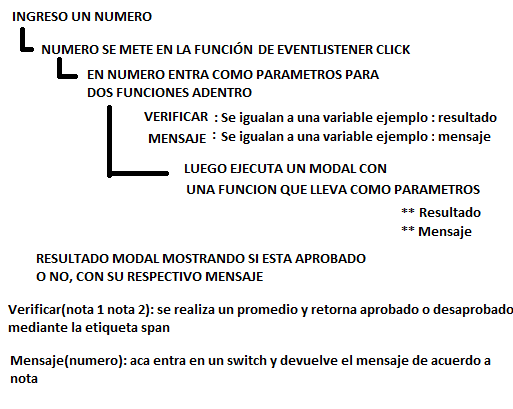 INGRESO UN NUMERO
NUMERO SE METE EN LA FUNCIÓN DE EVENTLISTENER CLICK
EN NUMERO ENTRA COMO PARAMETROS PARA
DOS FUNCIONES ADENTRO
VERIFICAR : Se igualan a una variable ejemplo : resultado
MENSAJE : Se igualan a una variable ejemplo : mensaje
LUEGO EJECUTA UN MODAL CON
UNA FUNCION QUE LLEVA COMO PARAMETROS
** Resultado
** Mensaje
RESULTADO MODAL MOSTRANDO SI ESTA APROBADO
O NO, CON SU RESPECTIVO MENSAJE
Verificar(nota 1 nota 2): se realiza un promedio y retorna aprobado o desaprobado
mediante la etiqueta span
Mensaje(numero): aca entra en un switch y devuelve el mensaje de acuerdo a
nota